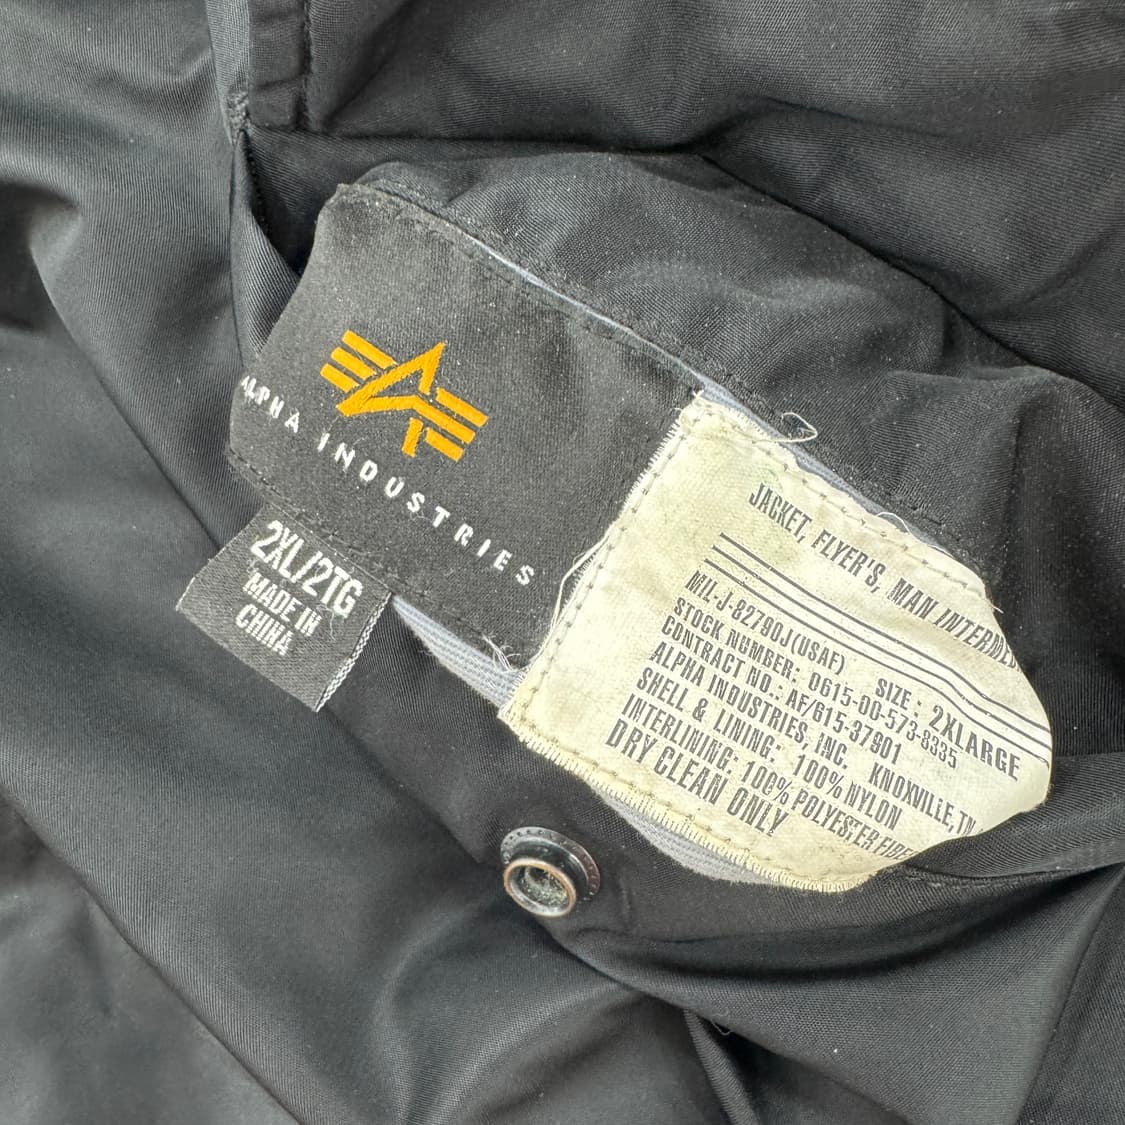 ALPHA INDUSTRIES
2XL/2TG
MADE IN
CHINA
JACKET, FLYER'S, MAN INTERMED
MIL-J-82790J(USAF) SIZE: 2XLARGE
STOCK NUMBER: 0615-00-573-8335
CONTRACT NO.: AF/615-37901
ALPHA INDUSTRIES, INC. KNOXVILLE, TN
SHELL & LINING: 100% NYLON
INTERLINING: 100% POLYESTER FIBE
DRY CLEAN ONLY